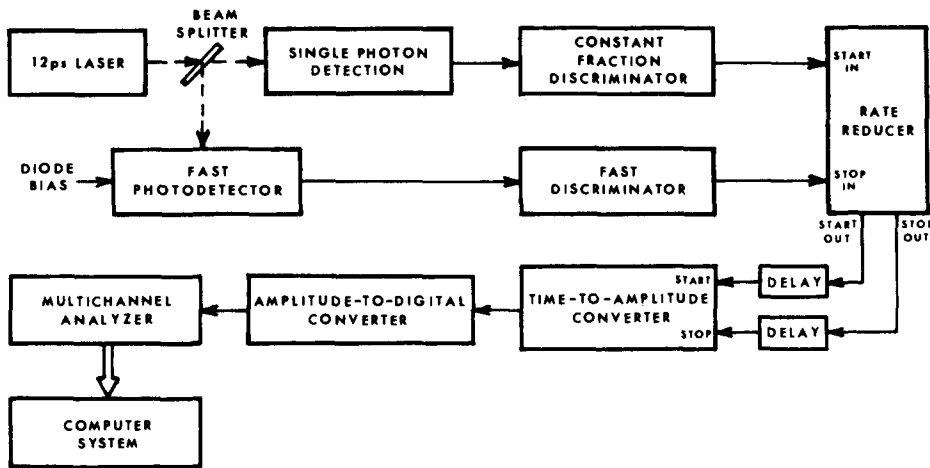 BEAM
SPLITTER
12ps LASER
SINGLE PHOTON
DETECTION
CONSTANT
FRACTION
DISCRIMINATOR
START
IN
RATE
REDUCER
STOP
IN
DIODE
BIAS
FAST
PHOTODETECTOR
FAST
DISCRIMINATOR
START
OUT
STOP
OUT
MULTICHANNEL
ANALYZER
AMPLITUDE-TO-DIGITAL
CONVERTER
START
TIME-TO-AMPLITUDE
CONVERTER
STOP
DELAY
DELAY
COMPUTER
SYSTEM